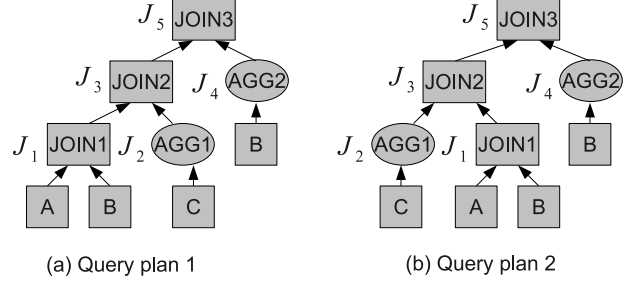 J5 JOIN3 J5 JOIN3
J3 JOIN2 J4 AGG2 J3 JOIN2 J4 AGG2
J1 JOIN1 J2 AGG1 B J2 AGG1 J1 JOIN1 B
A B C C A B
(a) Query plan 1 (b) Query plan 2